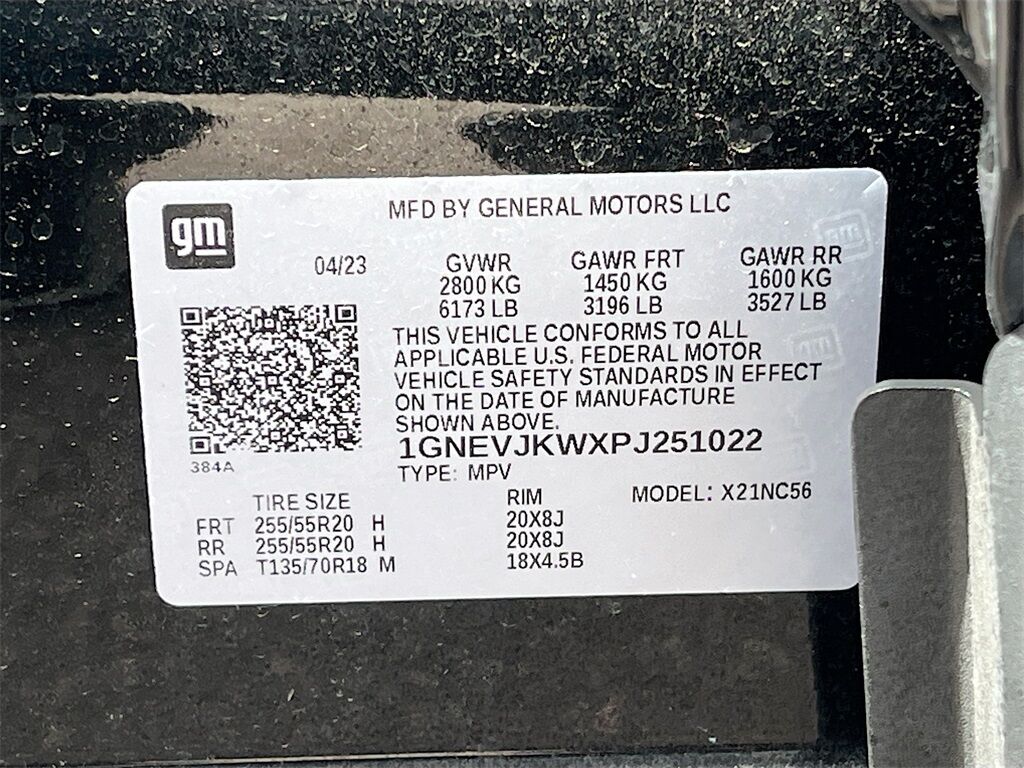 gm
MFD BY GENERAL MOTORS LLC
04/23
GVWR GAWR FRT GAWR RR
2800 KG 1450 KG 1600 KG
6173 LB 3196 LB 3527 LB
THIS VEHICLE CONFORMS TO ALL
APPLICABLE U.S. FEDERAL MOTOR
VEHICLE SAFETY STANDARDS IN EFFECT
ON THE DATE OF MANUFACTURE
SHOWN ABOVE.
1GNEVJKWXPJ251022
384A
TYPE: MPV
TIRE SIZE RIM MODEL: X21NC56
FRT 255/55R20 H 20X8J
RR 255/55R20 H 20X8J
SPA T135/70R18 M 18X4.5B